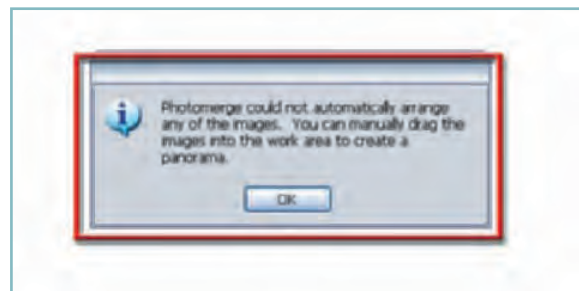 Photomerge could not automatically arrange
any of the images. You can manually drag the
images into the work area to create a
panorama.
OK